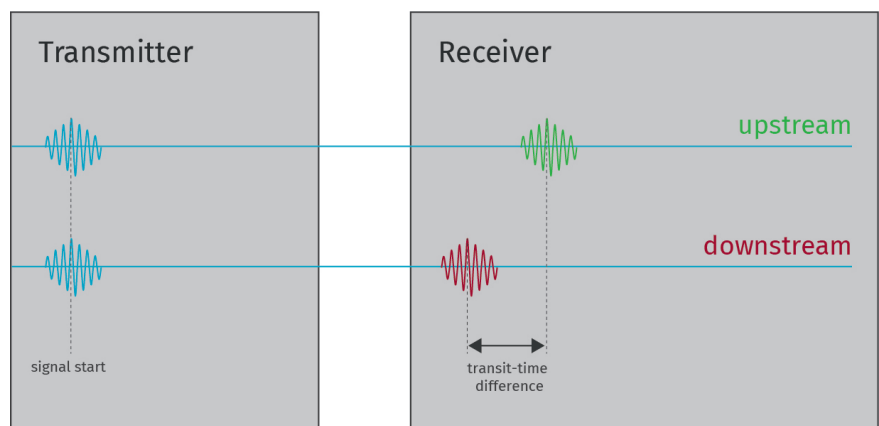 Transmitter
Receiver
upstream
downstream
signal start
transit-time
difference